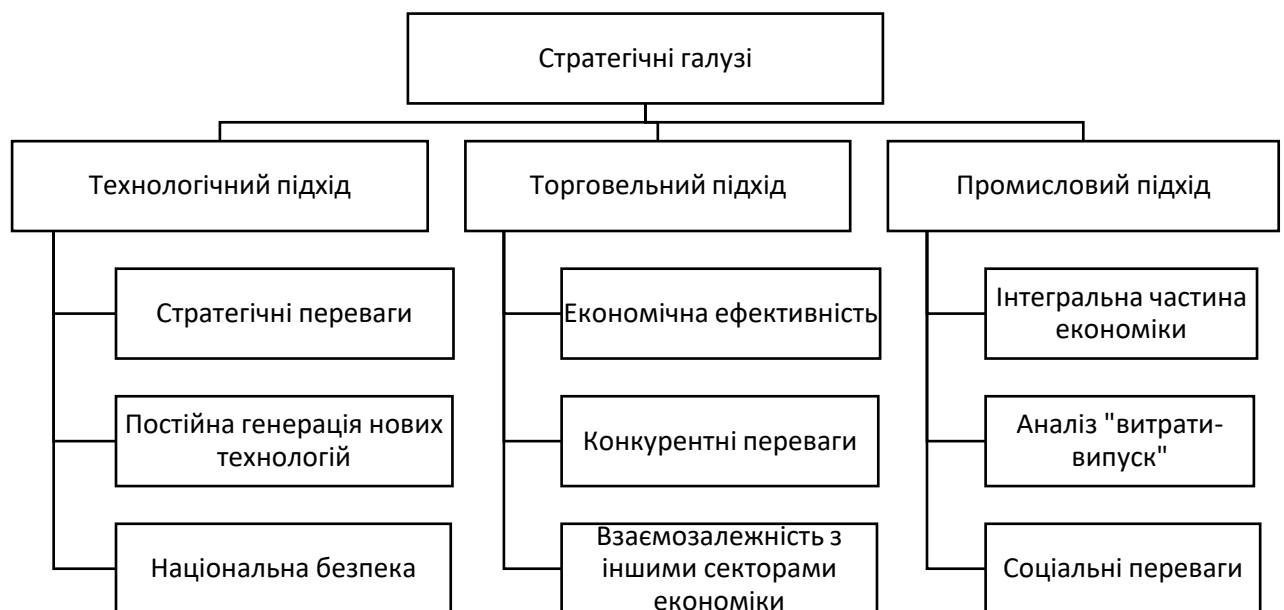 Стратегічні галузі
Технологічний підхід
Стратегічні переваги
Постійна генерація нових
технологій
Національна безпека
Торговельний підхід
Економічна ефективність
Конкурентні переваги
Взаємозалежність з
іншими секторами
економіки
Промисловий підхід
Інтегральна частина
економіки
Аналіз "витрати-
випуск"
Соціальні переваги